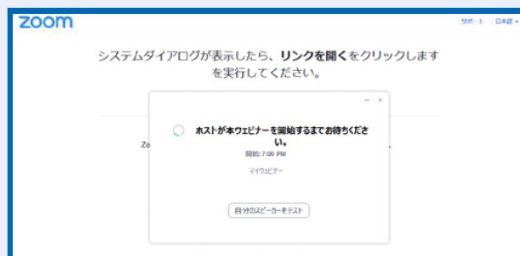 zoom
サポート 日本語
システムダイアログが表示したら、リンクを開くをクリックします
を実行してください。
ホストが本ウェビナーを開始するまでお待ちくださ
い。
Zo
開始: 7:00 PM
マイウェビナー
自分のスピーカーをテスト